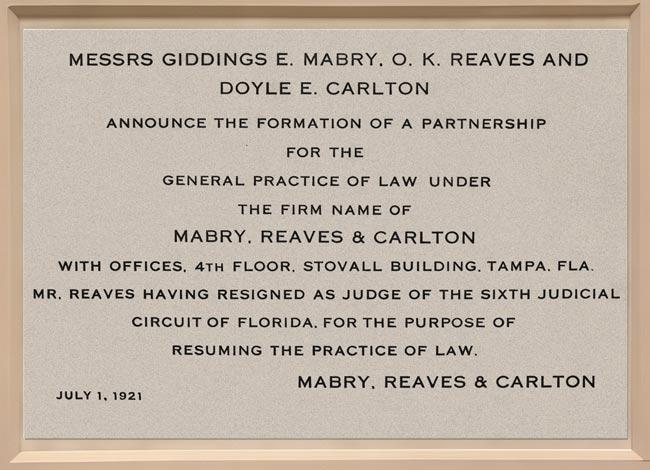 MESSRS GIDDINGS E. MABRY, O. K. REAVES AND
DOYLE E. CARLTON
ANNOUNCE THE FORMATION OF A PARTNERSHIP
FOR THE
GENERAL PRACTICE OF LAW UNDER
THE FIRM NAME OF
MABRY, REAVES & CARLTON
WITH OFFICES, 4TH FLOOR, STOVALL BUILDING, TAMPA, FLA.
MR. REAVES HAVING RESIGNED AS JUDGE OF THE SIXTH JUDICIAL
CIRCUIT OF FLORIDA, FOR THE PURPOSE OF
RESUMING THE PRACTICE OF LAW.
MABRY, REAVES & CARLTON
JULY 1, 1921